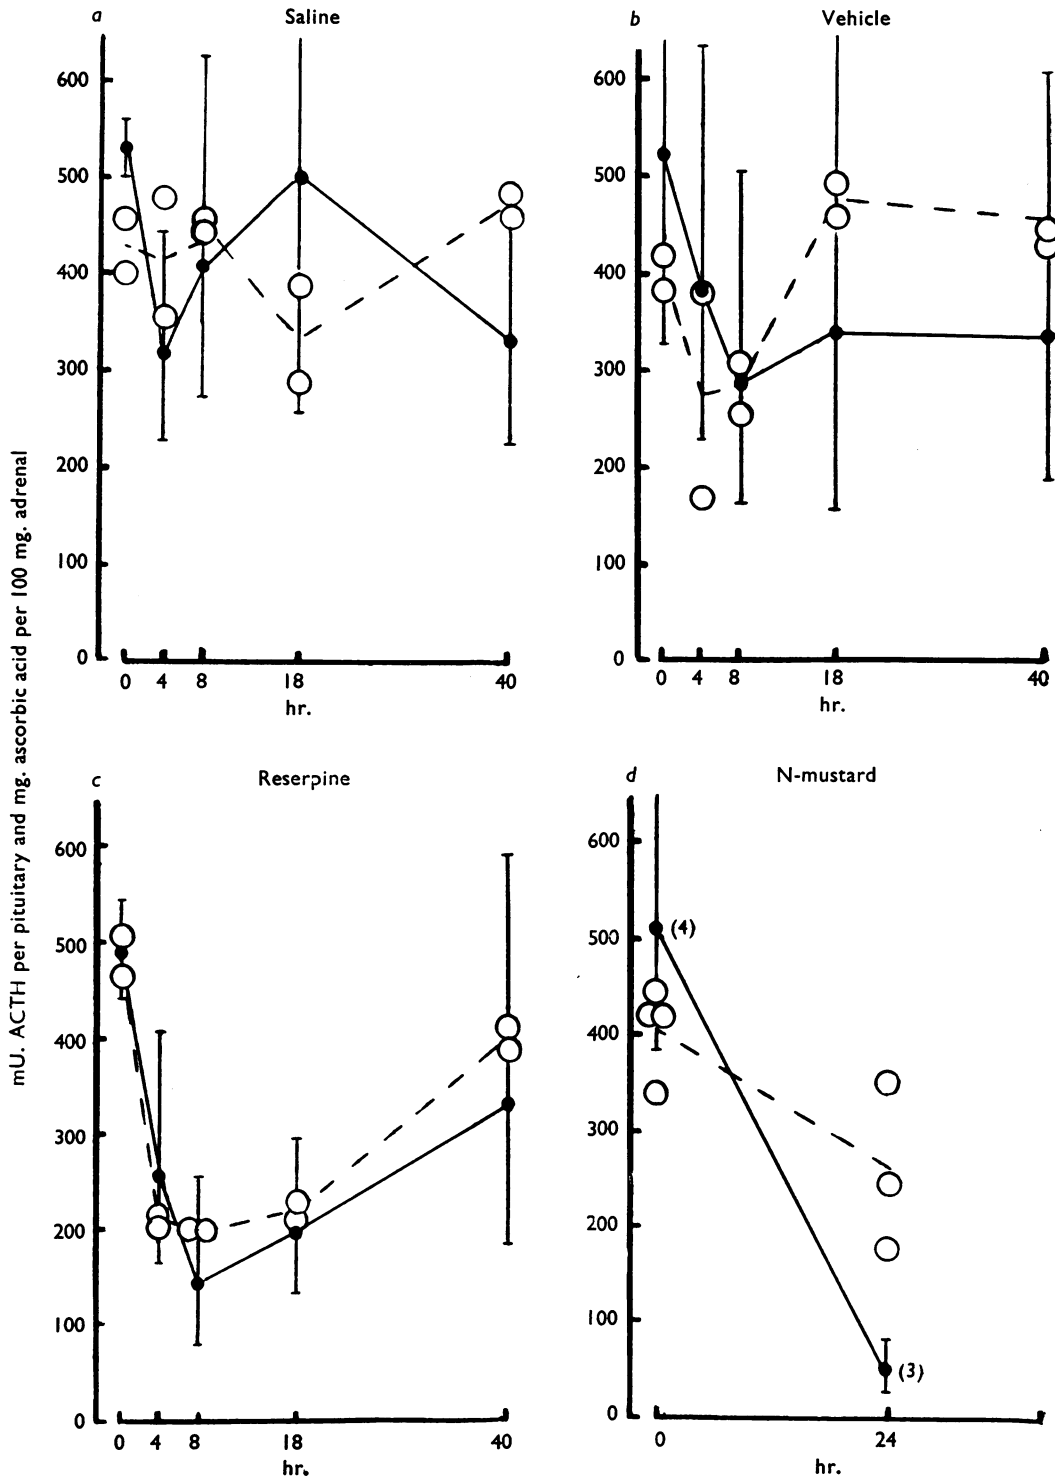 a Saline
600
500
400
300
200
100
0
0 4 8 18 40
hr.
b Vehicle
600
500
400
300
200
100
0
0 4 8 18 40
hr.
mU. ACTH per pituitary and mg. ascorbic acid per 100 mg. adrenal
c Reserpine
600
500
400
300
200
100
0
0 4 8 18 40
hr.
d N-mustard
600
500
400
300
200
100
0
(4)
(3)
0 24
hr.